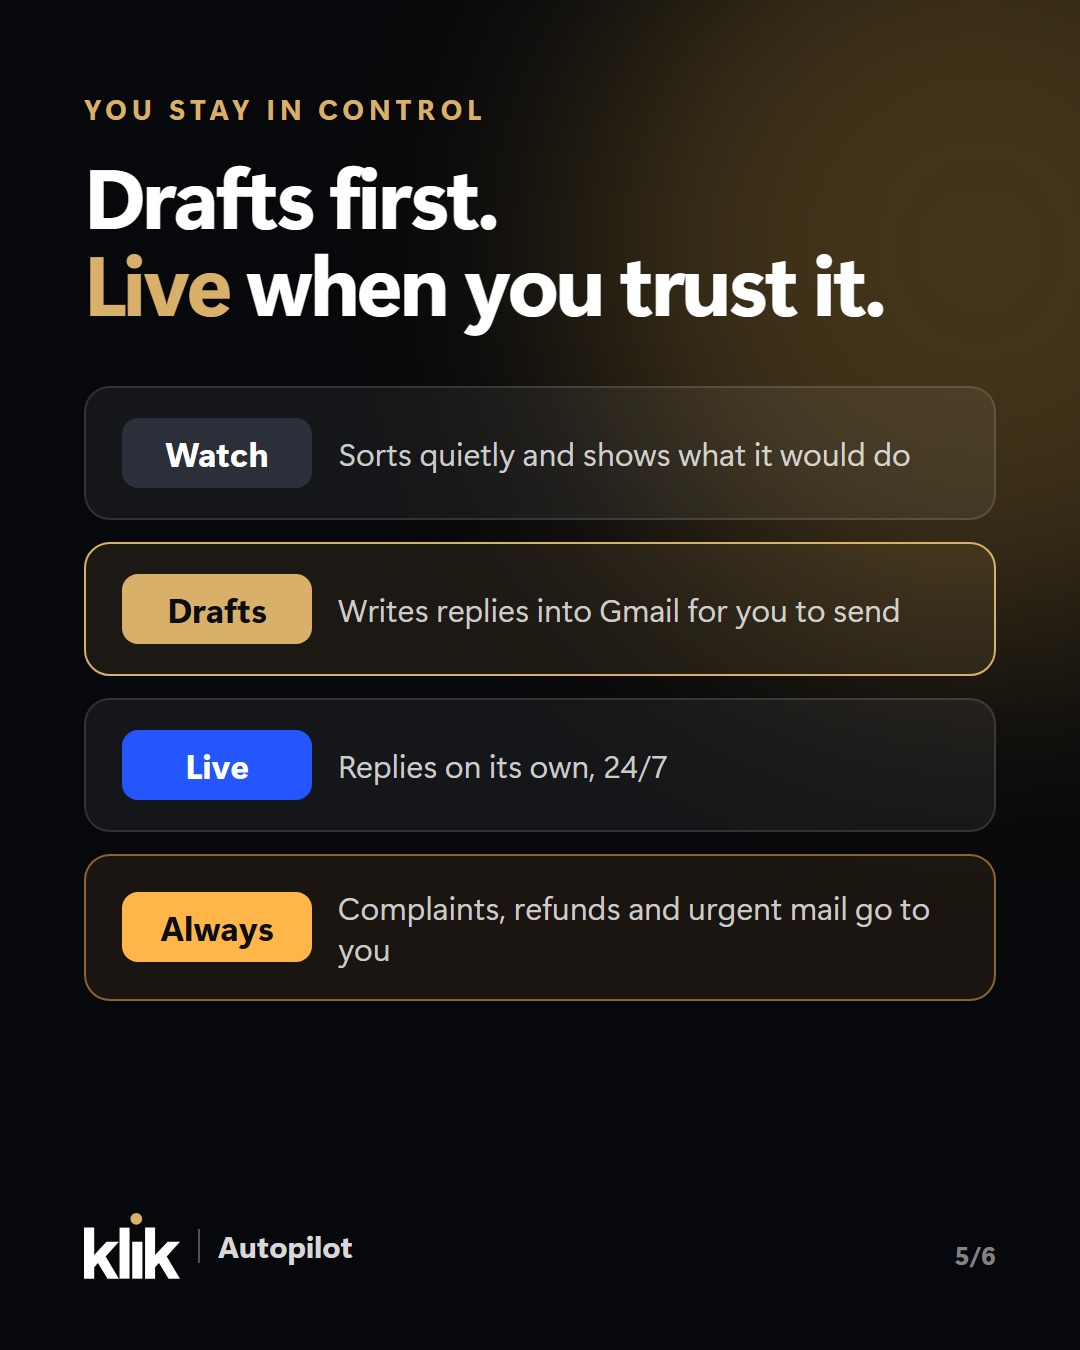 YOU STAY IN CONTROL
Drafts first.
Live when you trust it.
Watch
Sorts quietly and shows what it would do
Drafts
Writes replies into Gmail for you to send
Live
Replies on its own, 24/7
Always
Complaints, refunds and urgent mail go to
you
klik
Autopilot
5/6